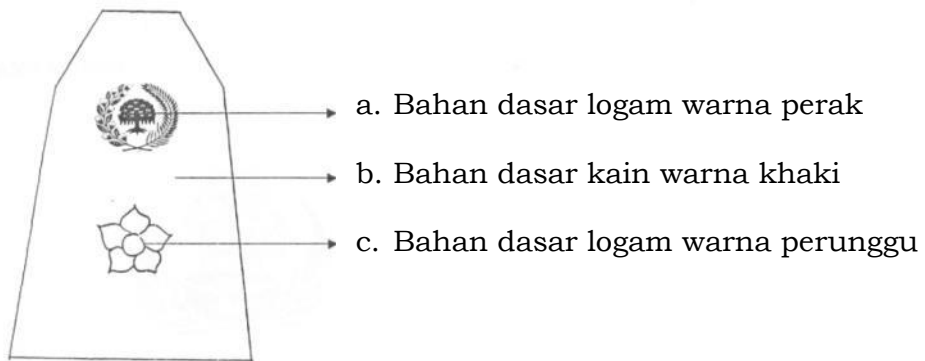 a. Bahan dasar logam warna perak
b. Bahan dasar kain warna khaki
c. Bahan dasar logam warna perunggu